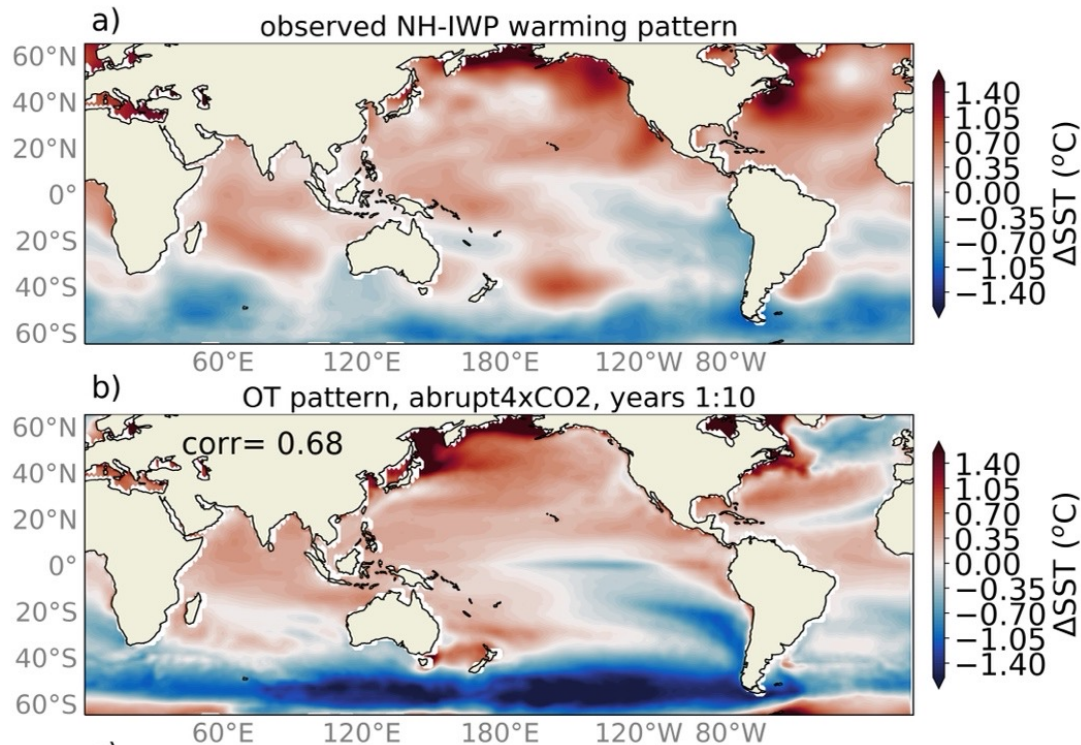 a)
observed NH-IWP warming pattern
60°N
40°N
20°N
0°
20°S
40°S
60°S
60°E 120°E 180°E 120°W 80°W
1.40
1.05
0.70
0.35
0.00
−0.35
−0.70
−1.05
−1.40
ΔSST (°C)
b)
OT pattern, abrupt4xCO2, years 1:10
corr= 0.68
60°N
40°N
20°N
0°
20°S
40°S
60°S
60°E 120°E 180°E 120°W 80°W
1.40
1.05
0.70
0.35
0.00
−0.35
−0.70
−1.05
−1.40
ΔSST (°C)